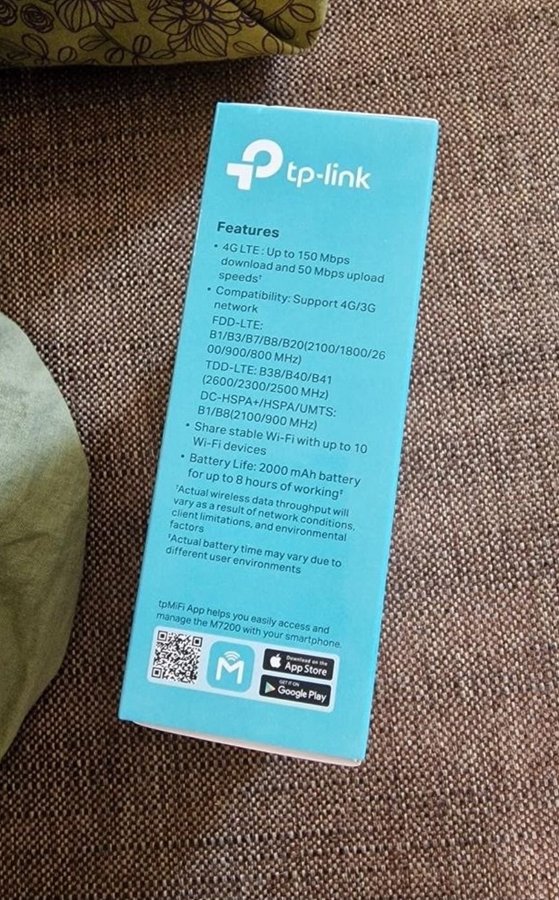 tp-link
Features
• 4G LTE : Up to 150 Mbps
download and 50 Mbps upload
speeds†
• Compatibility: Support 4G/3G
network
FDD-LTE:
B1/B3/B7/B8/B20(2100/1800/26
00/900/800 MHz)
TDD-LTE: B38/B40/B41
(2600/2300/2500 MHz)
DC-HSPA+/HSPA/UMTS:
B1/B8(2100/900 MHz)
• Share stable Wi-Fi with up to 10
Wi-Fi devices
• Battery Life: 2000 mAh battery
for up to 8 hours of working‡
†Actual wireless data throughput will
vary as a result of network conditions,
client limitations, and environmental
factors
‡Actual battery time may vary due to
different user environments
tpMiFi App helps you easily access and
manage the M7200 with your smartphone.
M
Download on the
App Store
GET IT ON
Google Play